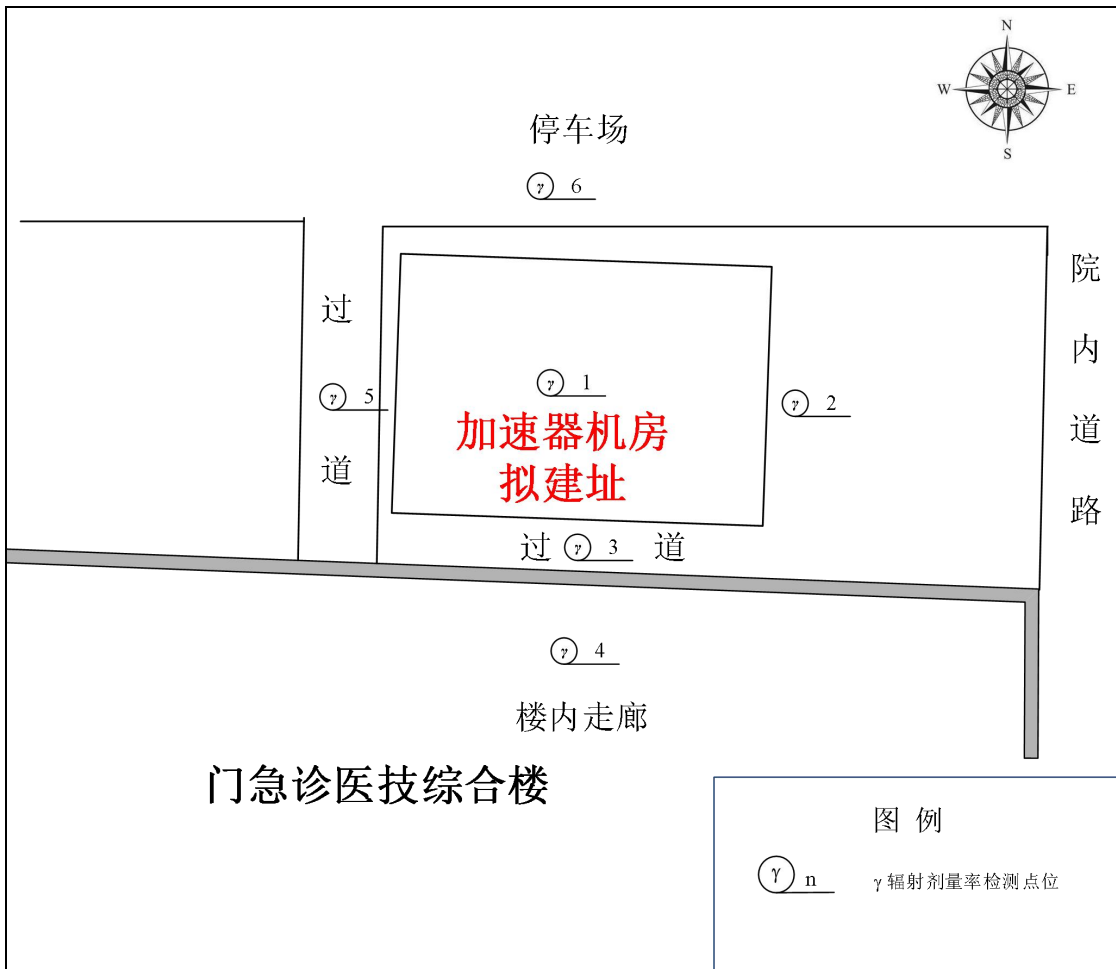 N
W
E
S
停车场
γ 6
院内道路
过道
γ 5
γ 1
γ 2
加速器机房
拟建址
过 γ 3 道
γ 4
楼内走廊
门急诊医技综合楼
图 例
γ n γ辐射剂量率检测点位